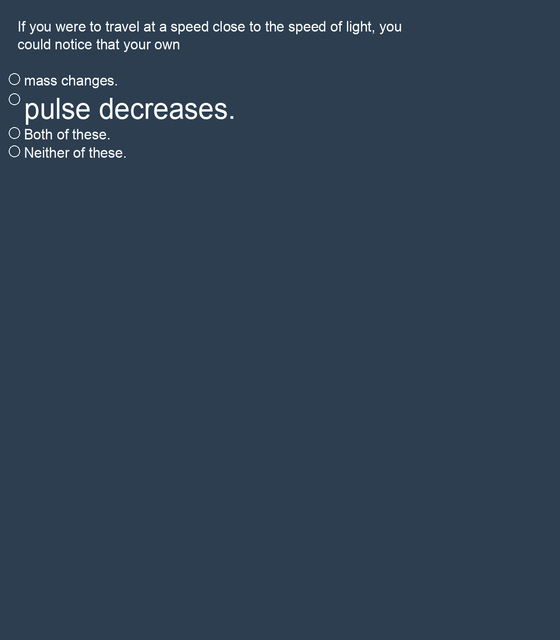 If you were to travel at a speed close to the speed of light, you
could notice that your own
mass changes.
pulse decreases.
Both of these.
Neither of these.